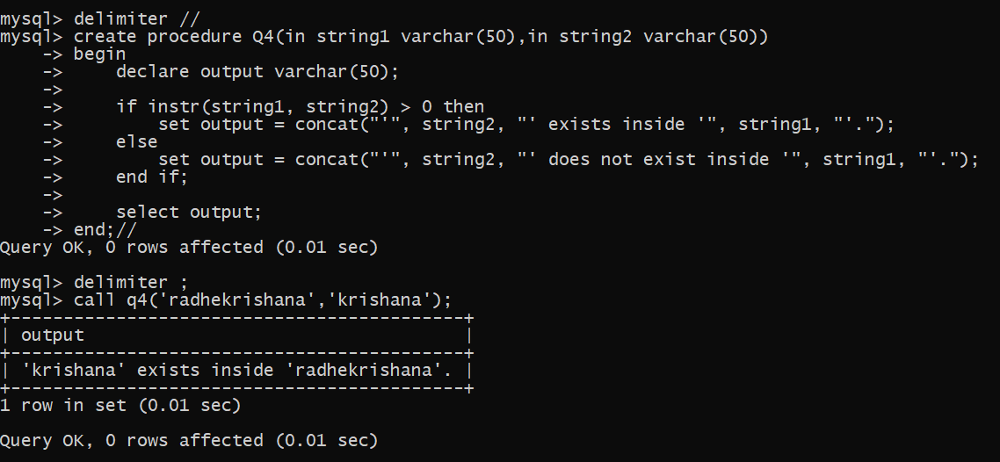 mysql> delimiter //
mysql> create procedure Q4(in string1 varchar(50),in string2 varchar(50))
    -> begin
    ->     declare output varchar(50);
    ->
    ->     if instr(string1, string2) > 0 then
    ->         set output = concat("'", string2, "' exists inside '", string1, "'.");
    ->     else
    ->         set output = concat("'", string2, "' does not exist inside '", string1, "'.");
    ->     end if;
    ->
    ->     select output;
    -> end;//
Query OK, 0 rows affected (0.01 sec)

mysql> delimiter ;
mysql> call q4('radhekrishana','krishana');
+-------------------------------------------+
| output                                    |
+-------------------------------------------+
| 'krishana' exists inside 'radhekrishana'. |
+-------------------------------------------+
1 row in set (0.01 sec)

Query OK, 0 rows affected (0.01 sec)